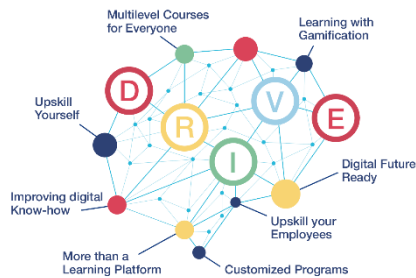 Multilevel Courses
for Everyone
Learning with
Gamification
D
R
I
V
E
Upskill
Yourself
Digital Future
Ready
Improving digital
Know-how
Upskill your
Employees
More than a
Learning Platform
Customized Programs